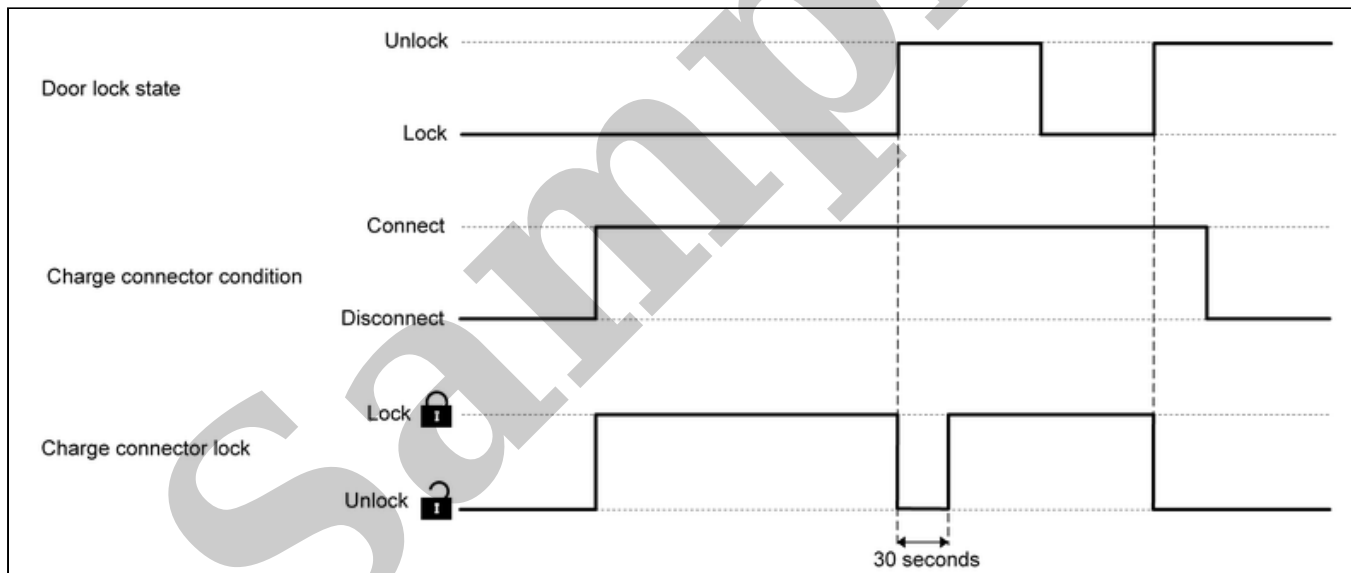 Unlock
Door lock state
Lock
Connect
Charge connector condition
Disconnect
Lock
Charge connector lock
Unlock
30 seconds
Sample